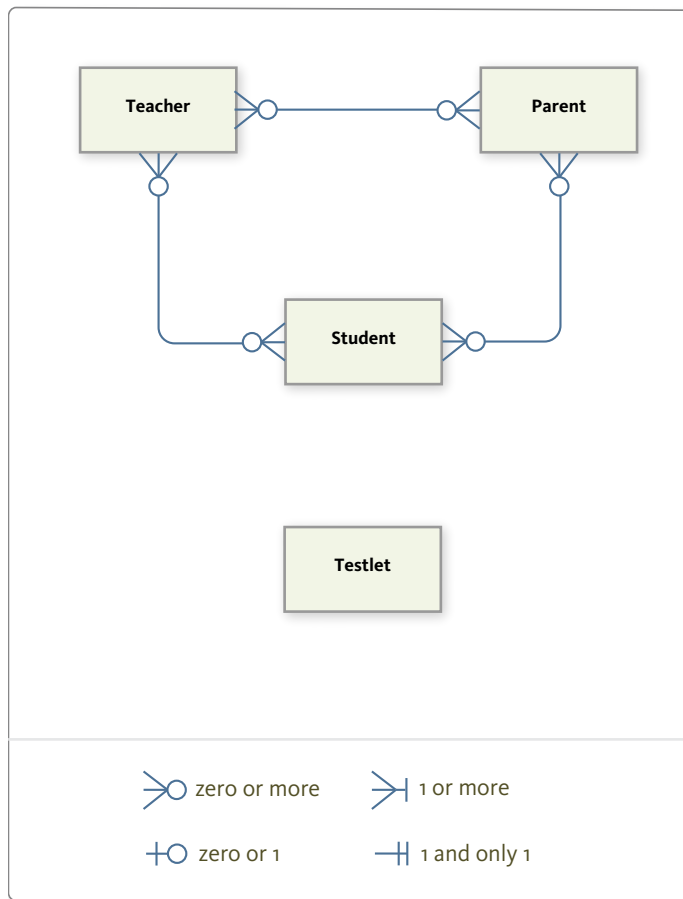 Teacher
Parent
Student
Testlet
zero or more
1 or more
zero or 1
1 and only 1